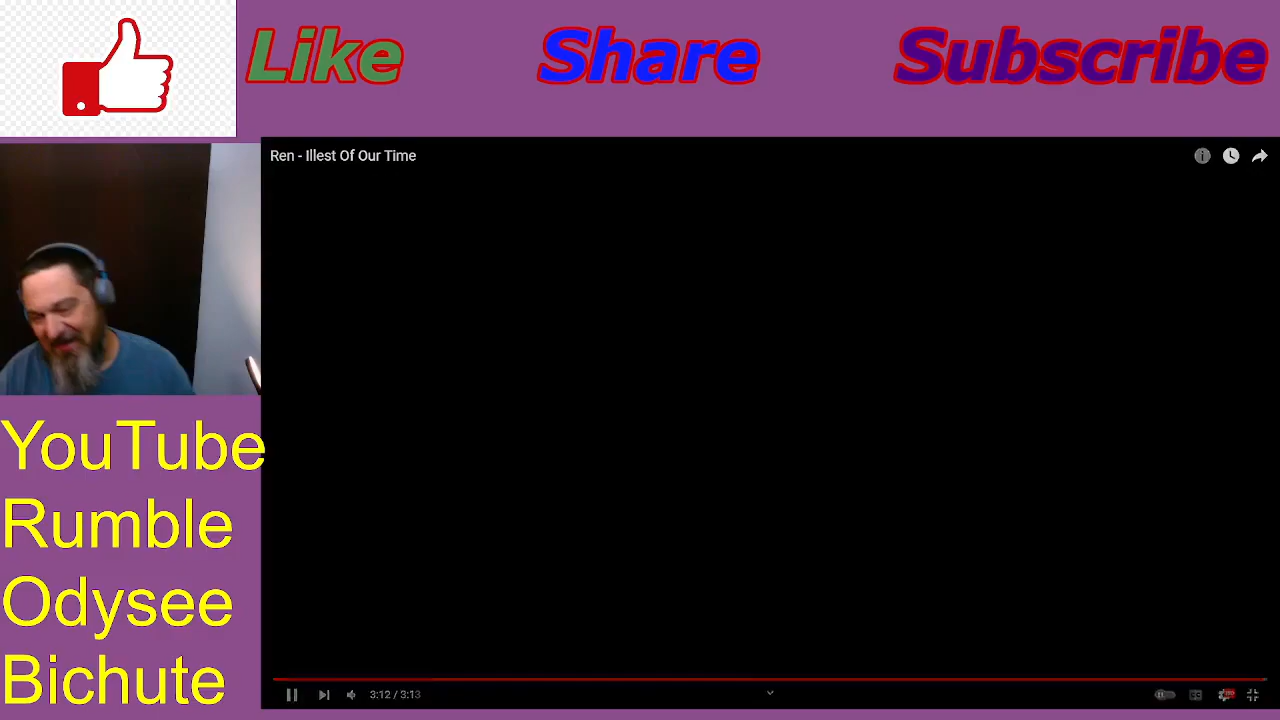 Like Share Subscribe
Ren - Illest Of Our Time
YouTube
Rumble
Odysee
Bichute
3:12 / 3:13